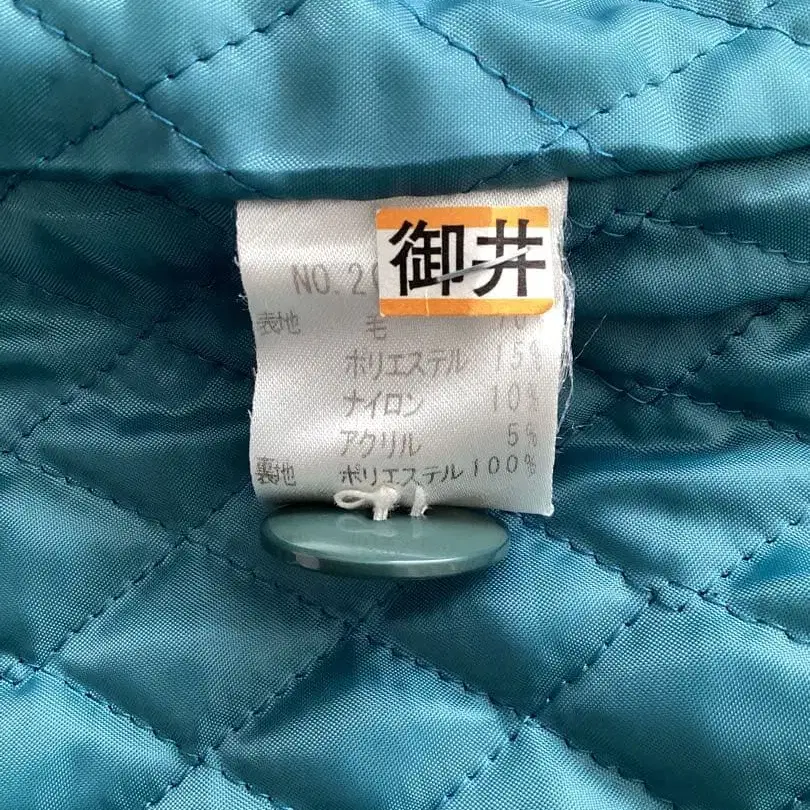 御井
NO.2
表地 毛
ポリエステル 15%
ナイロン 10%
アクリル 5%
裏地 ポリエステル 100%